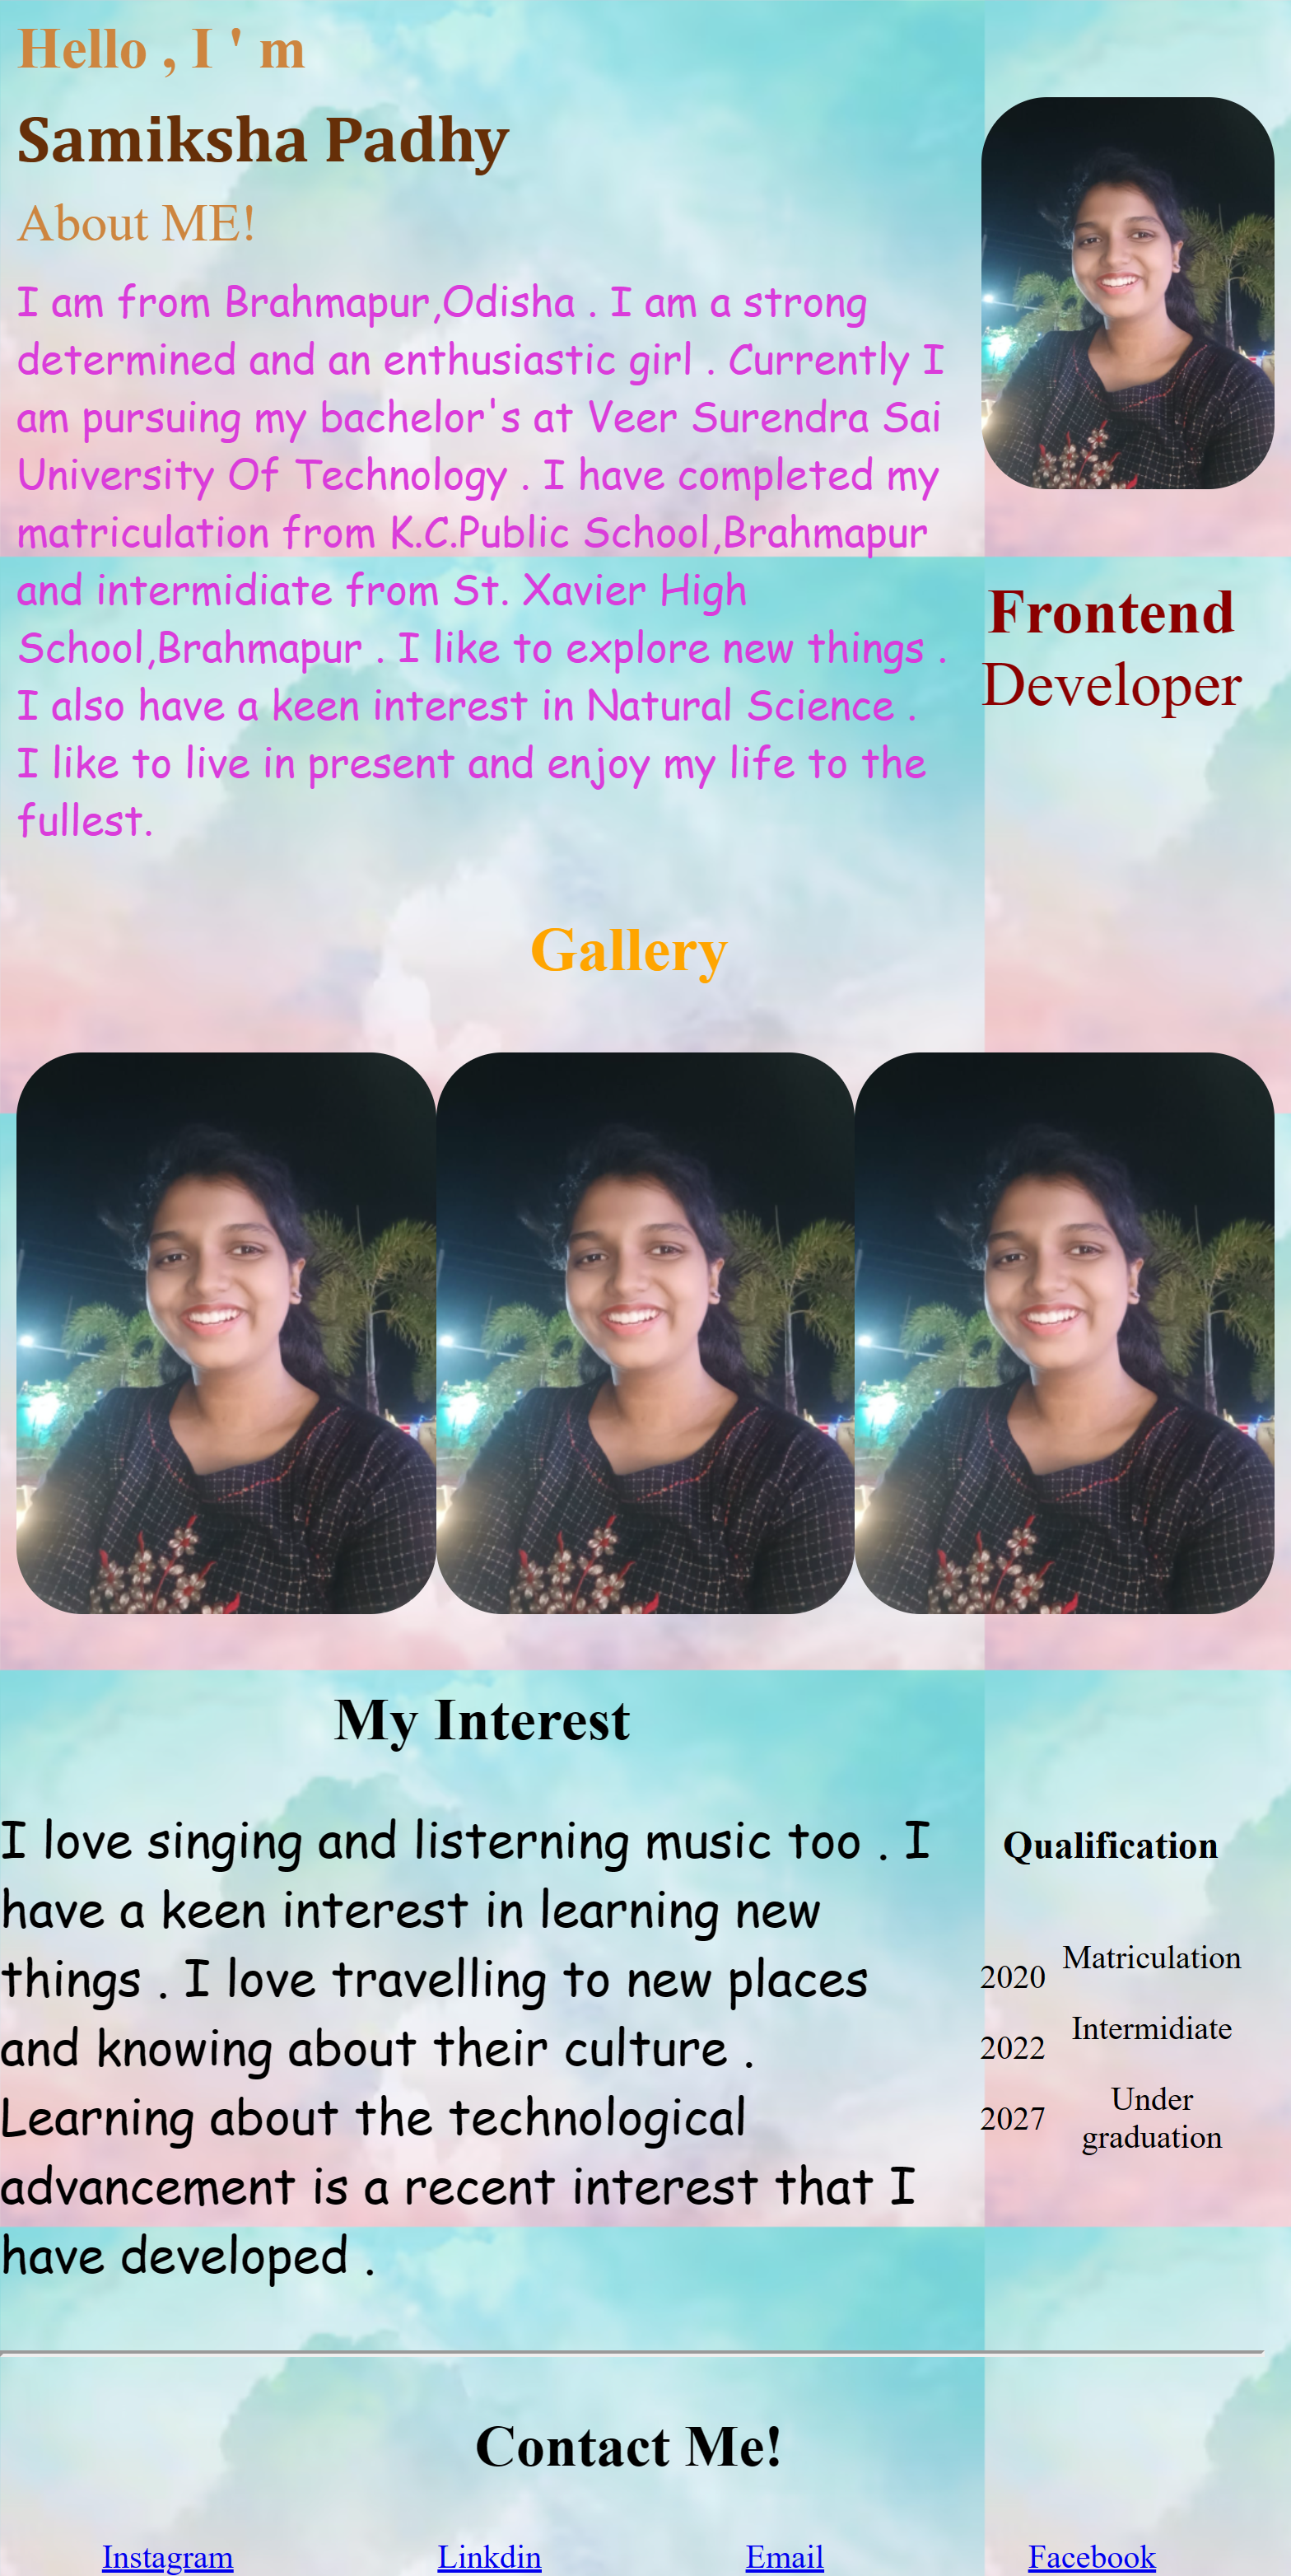 Hello , I ' m
Samiksha Padhy
About ME!
I am from Brahmapur,Odisha . I am a strong
determined and an enthusiastic girl . Currently I
am pursuing my bachelor's at Veer Surendra Sai
University Of Technology . I have completed my
matriculation from K.C.Public School,Brahmapur
and intermidiate from St. Xavier High
School,Brahmapur . I like to explore new things .
I also have a keen interest in Natural Science .
I like to live in present and enjoy my life to the
fullest.
Frontend
Developer
Gallery
My Interest
I love singing and listerning music too . I
have a keen interest in learning new
things . I love travelling to new places
and knowing about their culture .
Learning about the technological
advancement is a recent interest that I
have developed .
Qualification
2020 Matriculation
2022 Intermidiate
2027 Under
graduation
Contact Me!
Instagram Linkdin Email Facebook